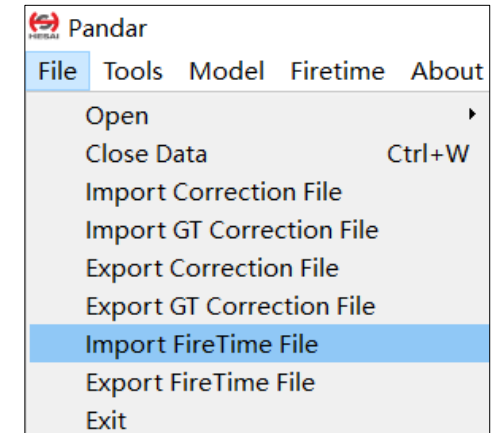 HESAI Pandar
File Tools Model Firetime About
Open
Close Data Ctrl+W
Import Correction File
Import GT Correction File
Export Correction File
Export GT Correction File
Import FireTime File
Export FireTime File
Exit